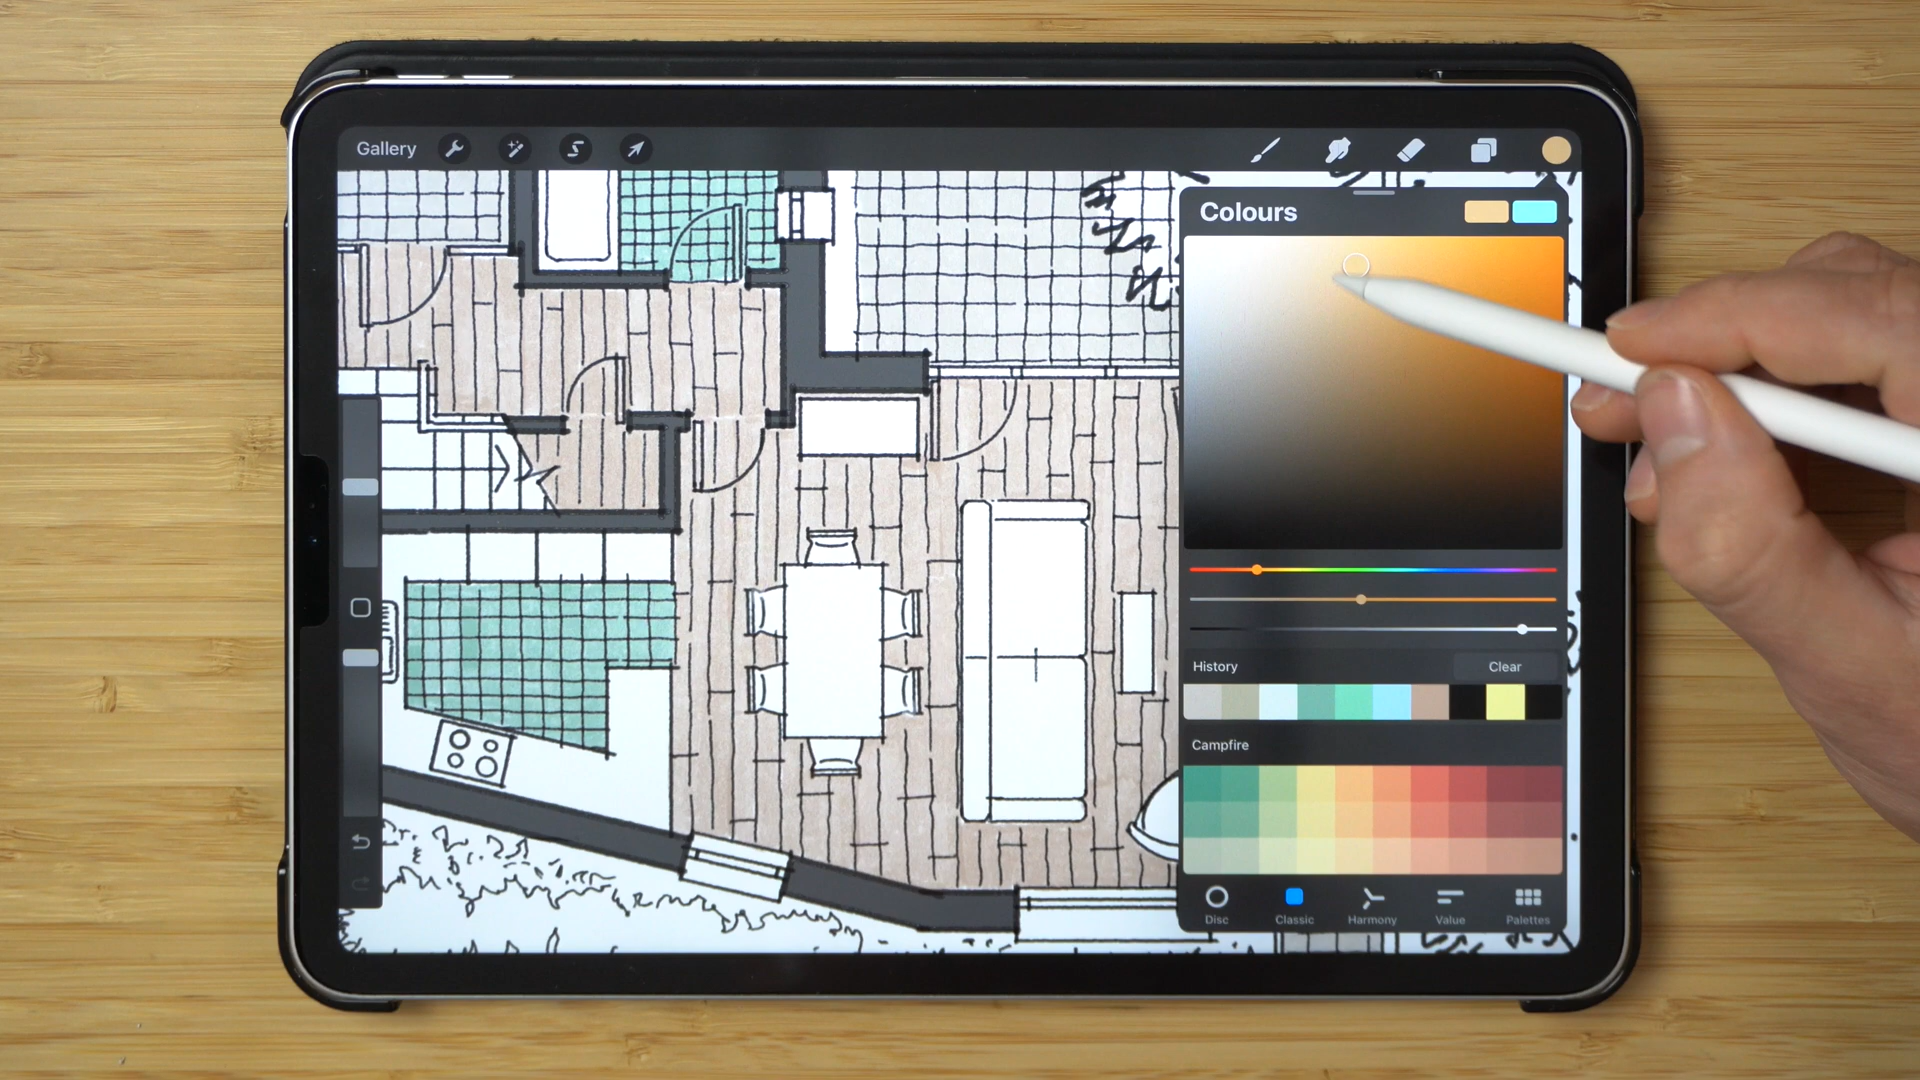 Gallery
Colours
History
Clear
Campfire
Disc
Classic
Harmony
Value
Palettes